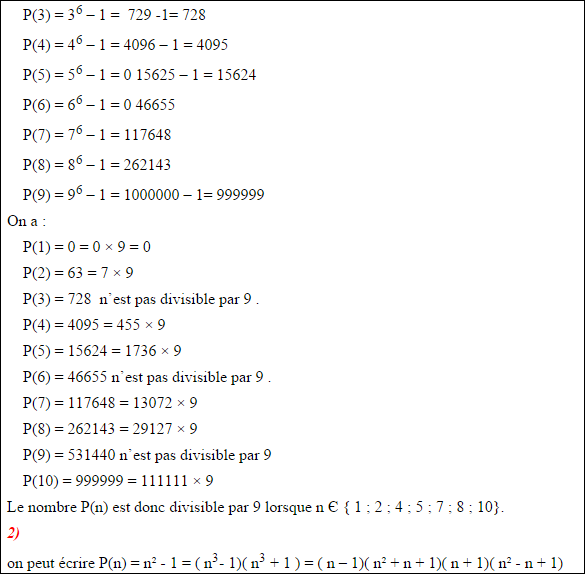 P(3) = 3⁶ – 1 = 729 -1= 728
P(4) = 4⁶ – 1 = 4096 – 1 = 4095
P(5) = 5⁶ – 1 = 0 15625 – 1 = 15624
P(6) = 6⁶ – 1 = 0 46655
P(7) = 7⁶ – 1 = 117648
P(8) = 8⁶ – 1 = 262143
P(9) = 9⁶ – 1 = 1000000 – 1= 999999
On a :
P(1) = 0 = 0 × 9 = 0
P(2) = 63 = 7 × 9
P(3) = 728 n’est pas divisible par 9 .
P(4) = 4095 = 455 × 9
P(5) = 15624 = 1736 × 9
P(6) = 46655 n’est pas divisible par 9 .
P(7) = 117648 = 13072 × 9
P(8) = 262143 = 29127 × 9
P(9) = 531440 n’est pas divisible par 9
P(10) = 999999 = 111111 × 9
Le nombre P(n) est donc divisible par 9 lorsque n Є { 1 ; 2 ; 4 ; 5 ; 7 ; 8 ; 10}.
2)
on peut écrire P(n) = n² - 1 = ( n³ - 1)( n³ + 1 ) = ( n – 1)( n² + n + 1)( n + 1)( n² - n + 1)